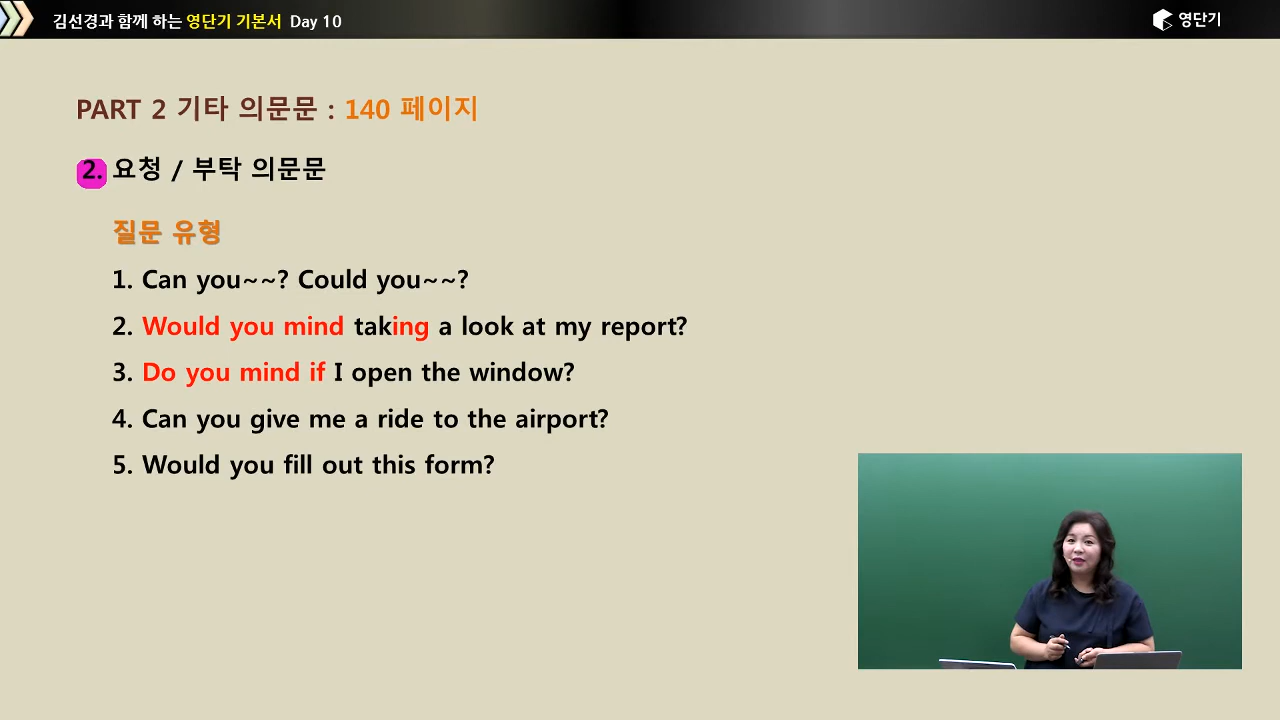 김선경과 함께 하는 영단기 기본서 Day 10
영단기
PART 2 기타 의문문 : 140 페이지
2. 요청 / 부탁 의문문
질문 유형
1. Can you~~? Could you~~?
2. Would you mind taking a look at my report?
3. Do you mind if I open the window?
4. Can you give me a ride to the airport?
5. Would you fill out this form?